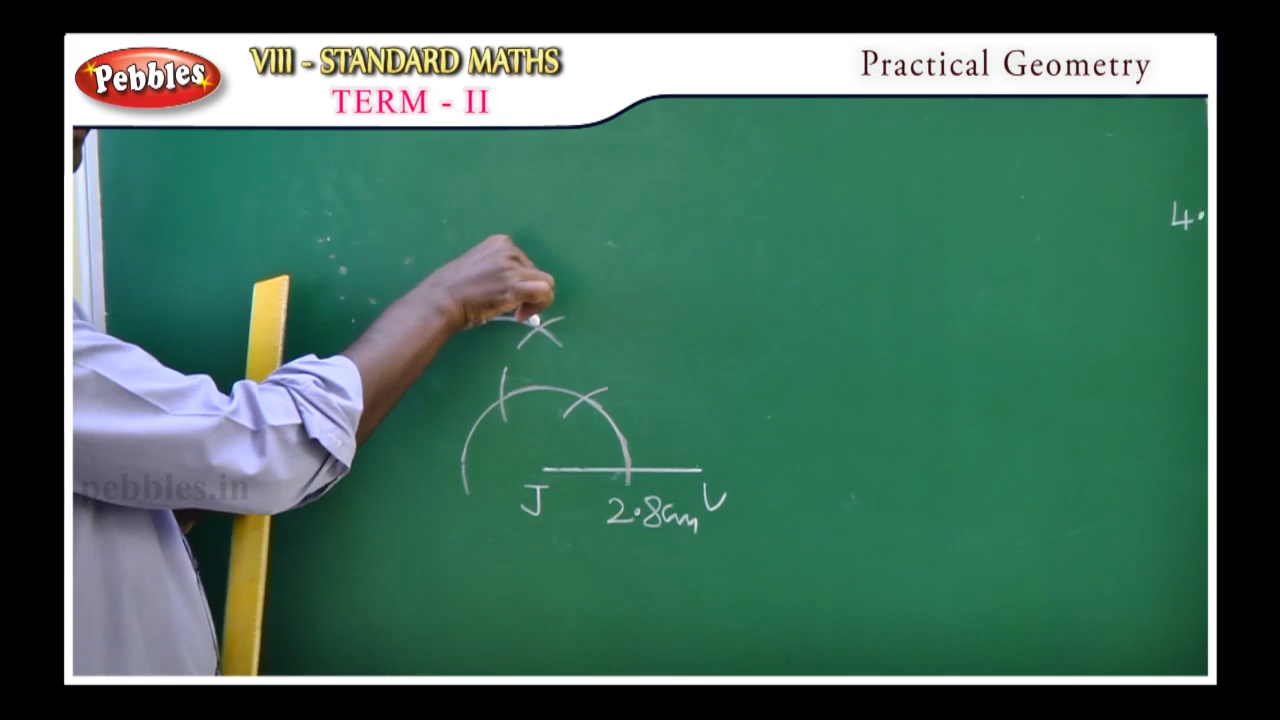 Pebbles
VIII - STANDARD MATHS
TERM - II
Practical Geometry
4.
J
2.8cm
U
pebbles.in